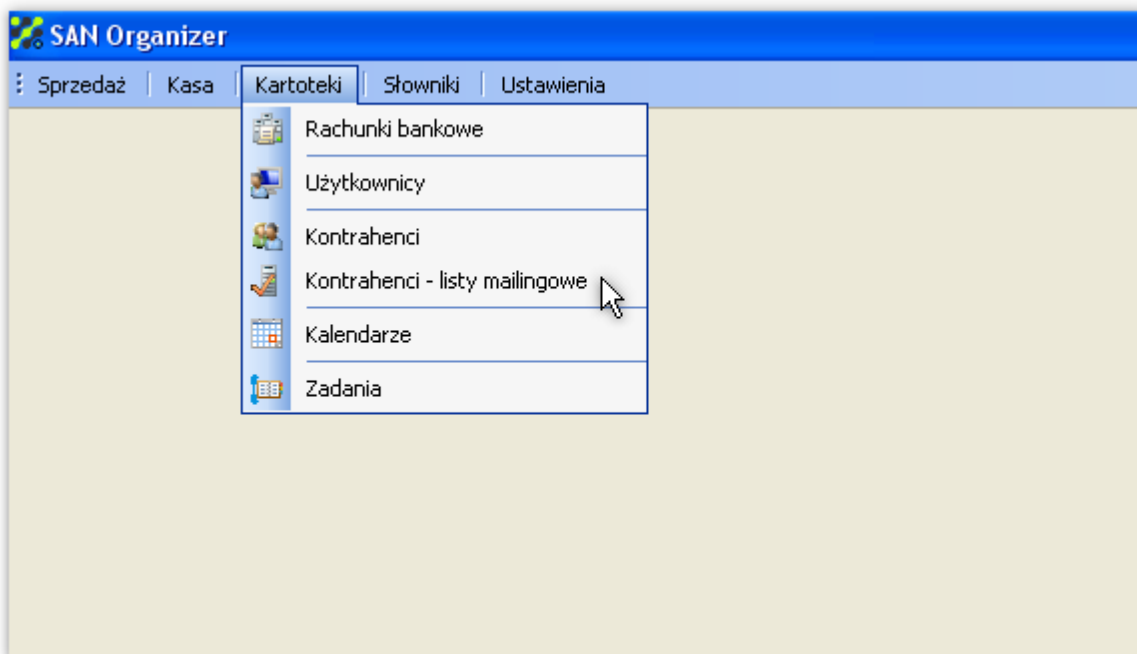 SAN Organizer
Sprzedaż Kasa Kartoteki Słowniki Ustawienia
Rachunki bankowe
Użytkownicy
Kontrahenci
Kontrahenci - listy mailingowe
Kalendarze
Zadania